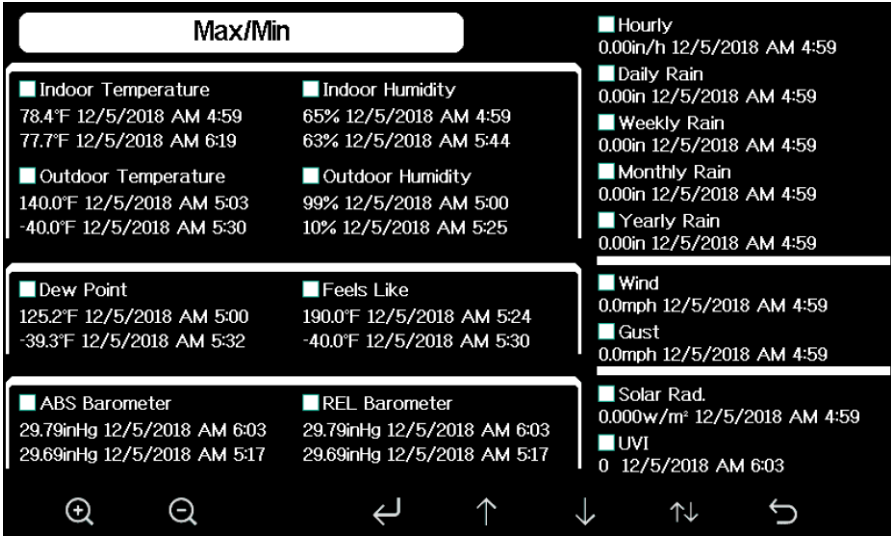 Max/Min
Indoor Temperature
78.4°F 12/5/2018 AM 4:59
77.7°F 12/5/2018 AM 6:19
Indoor Humidity
65% 12/5/2018 AM 4:59
63% 12/5/2018 AM 5:44
Outdoor Temperature
140.0°F 12/5/2018 AM 5:03
-40.0°F 12/5/2018 AM 5:30
Outdoor Humidity
99% 12/5/2018 AM 5:00
10% 12/5/2018 AM 5:25
Dew Point
125.2°F 12/5/2018 AM 5:00
-39.3°F 12/5/2018 AM 5:32
Feels Like
190.0°F 12/5/2018 AM 5:24
-40.0°F 12/5/2018 AM 5:30
ABS Barometer
29.79inHg 12/5/2018 AM 6:03
29.69inHg 12/5/2018 AM 5:17
REL Barometer
29.79inHg 12/5/2018 AM 6:03
29.69inHg 12/5/2018 AM 5:17
Hourly
0.00in/h 12/5/2018 AM 4:59
Daily Rain
0.00in 12/5/2018 AM 4:59
Weekly Rain
0.00in 12/5/2018 AM 4:59
Monthly Rain
0.00in 12/5/2018 AM 4:59
Yearly Rain
0.00in 12/5/2018 AM 4:59
Wind
0.0mph 12/5/2018 AM 4:59
Gust
0.0mph 12/5/2018 AM 4:59
Solar Rad.
0.000w/m² 12/5/2018 AM 4:59
UVI
0 12/5/2018 AM 6:03